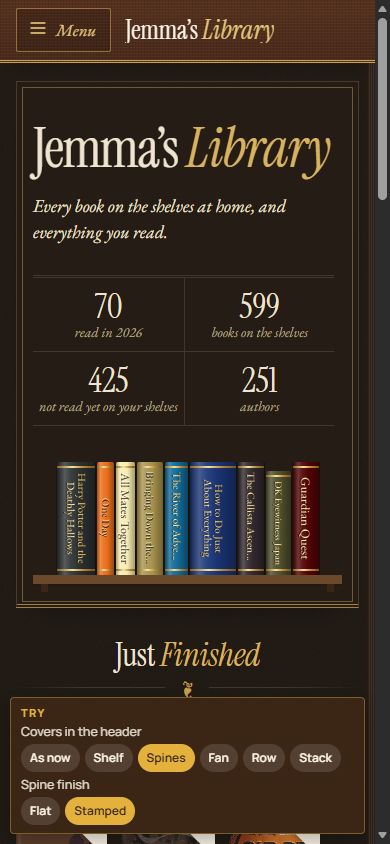 Menu
Jemma's Library
Jemma's Library
Every book on the shelves at home, and
everything you read.
70
read in 2026
599
books on the shelves
425
not read yet on your shelves
251
authors
Harry Potter and the
Deathly Hallows
One Day
All Mates Together
Bringing Down the...
The River of Adve...
How to Do Just
About Everything
The Callista Ascen...
DK Eyewitness Japan
Guardian Quest
Just Finished
TRY
Covers in the header
As now
Shelf
Spines
Fan
Row
Stack
Spine finish
Flat
Stamped